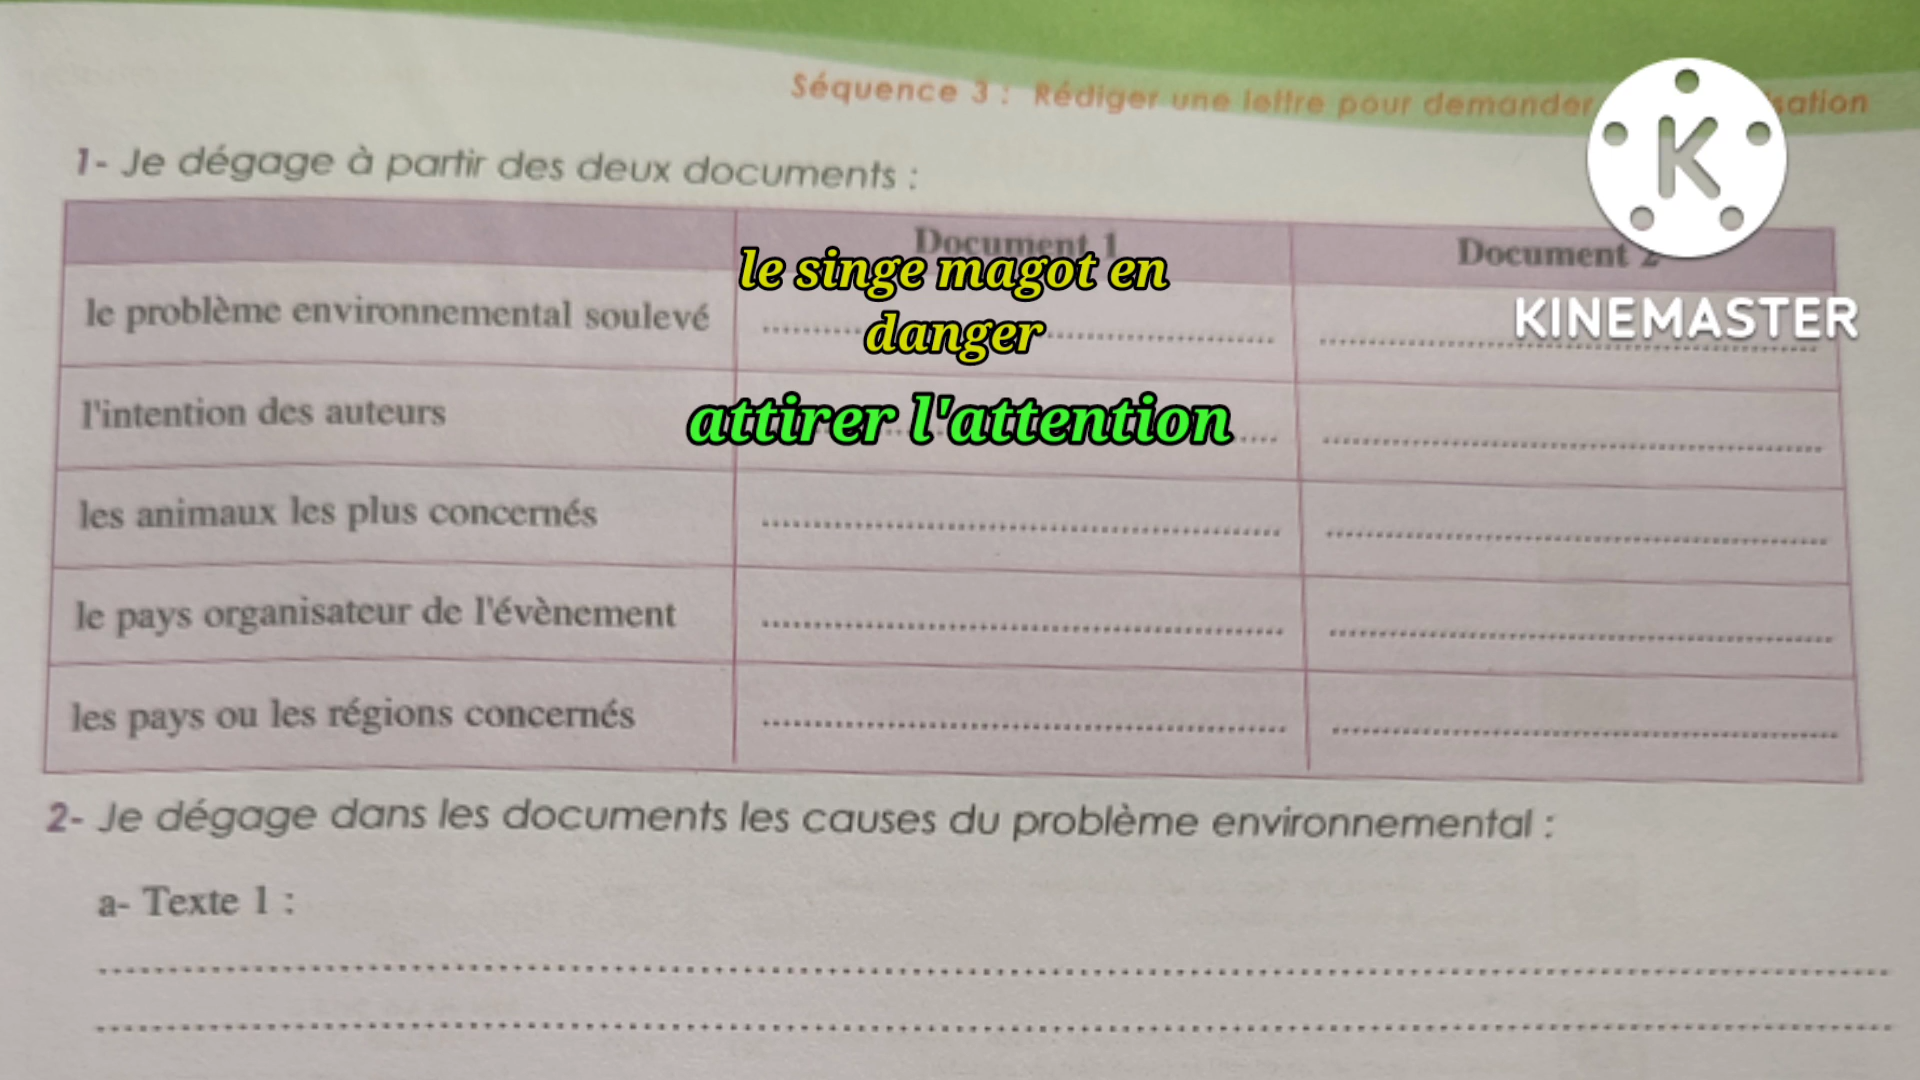 Séquence 3 : Rédiger une lettre pour demander sation
1- Je dégage à partir des deux documents :
Document 1
Document 2
le singe magot en
danger
le problème environnemental soulevé
KINEMASTER
attirer l'attention
l'intention des auteurs
les animaux les plus concernés
le pays organisateur de l'évènement
les pays ou les régions concernés
2- Je dégage dans les documents les causes du problème environnemental :
a- Texte 1 :